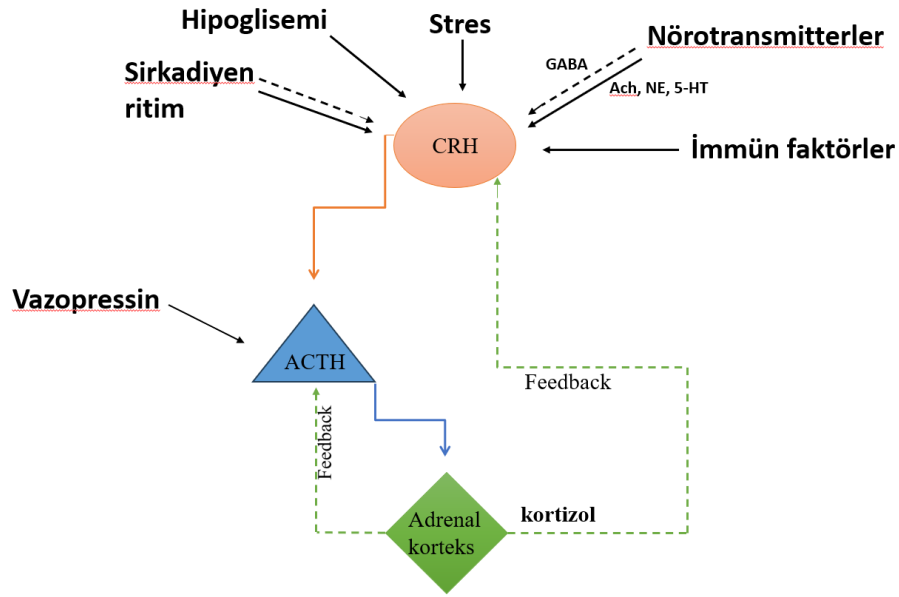 Hipoglisemi
Stres
Nörotransmitterler
Sirkadiyen
ritim
GABA
Ach, NE, 5-HT
CRH
İmmün faktörler
Vazopressin
ACTH
Feedback
Feedback
Adrenal
korteks
kortizol